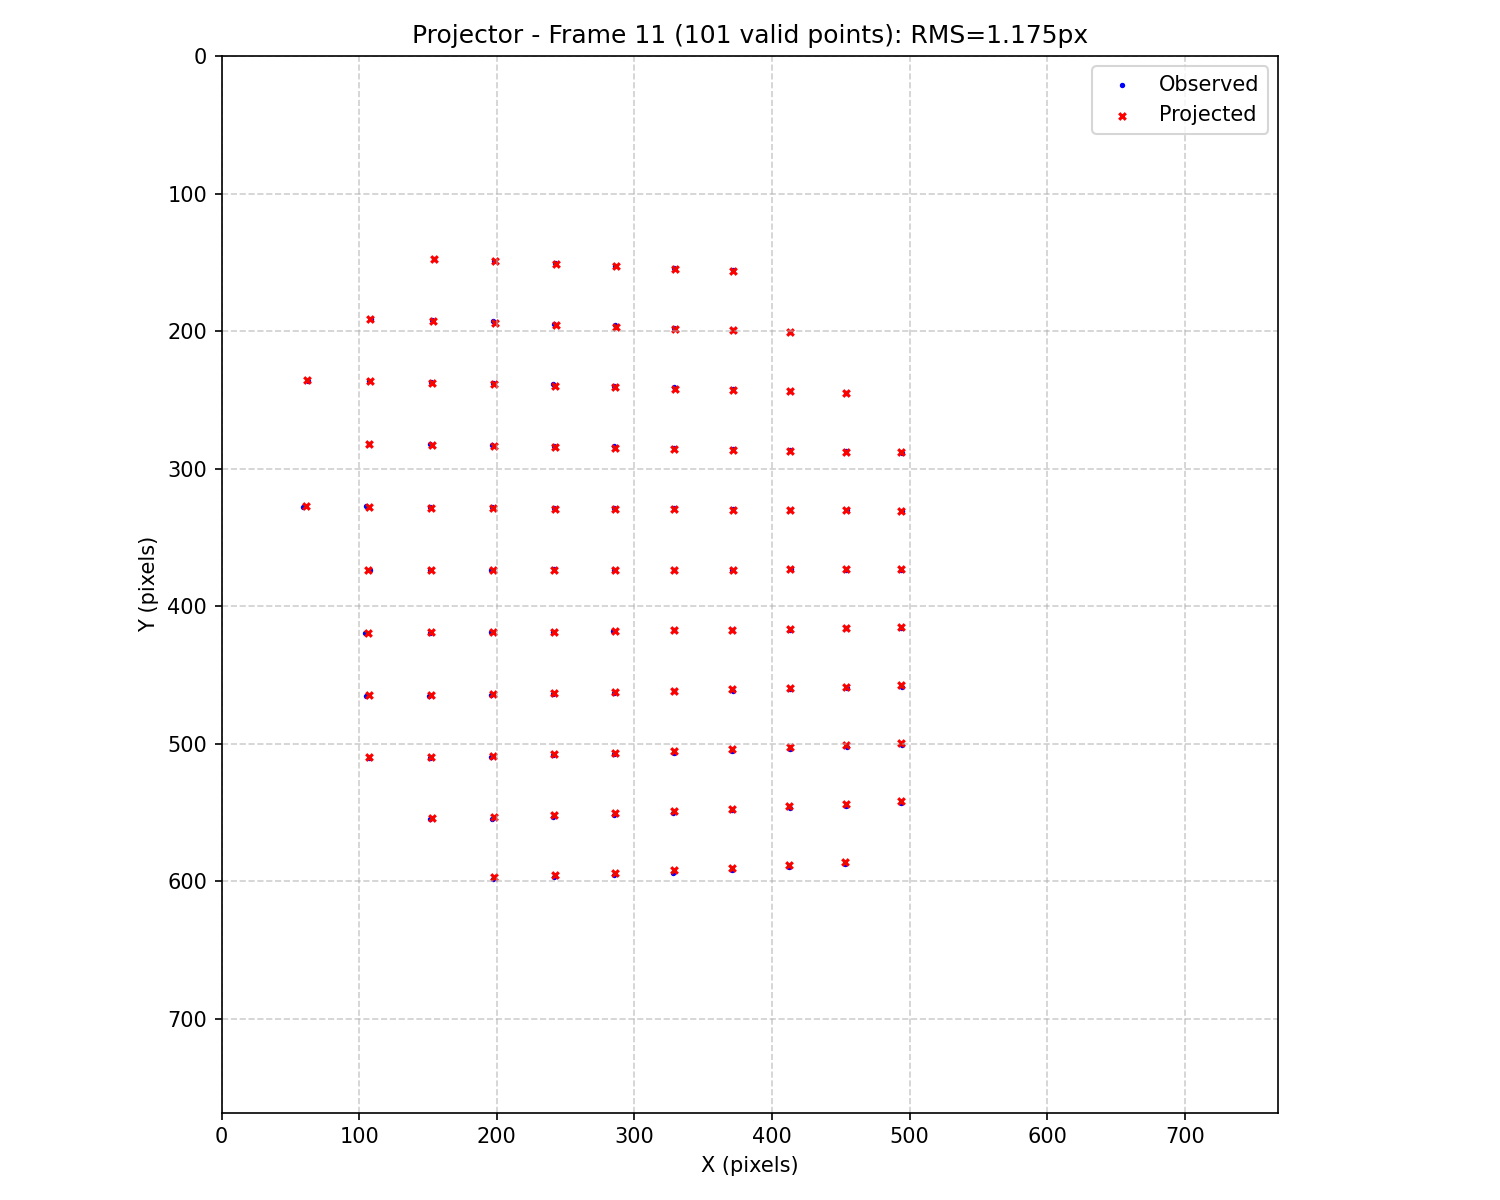 Projector - Frame 11 (101 valid points): RMS=1.175px
Observed
Projected
0
100
200
300
400
500
600
700
Y (pixels)
0 100 200 300 400 500 600 700
X (pixels)